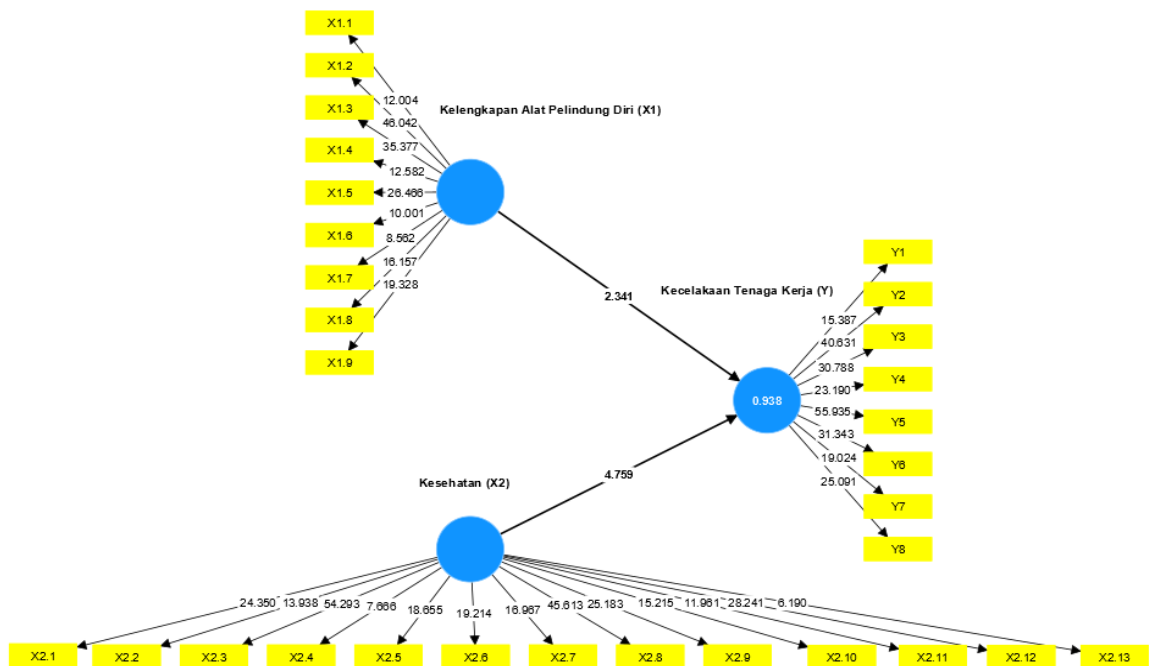 X1.1
X1.2
X1.3
X1.4
X1.5
X1.6
X1.7
X1.8
X1.9
12.004
46.042
35.377
12.582
26.466
10.001
8.562
16.157
19.328
Kelengkapan Alat Pelindung Diri (X1)
2.341
Kecelakaan Tenaga Kerja (Y)
0.938
15.387
40.631
30.788
23.190
55.935
31.343
19.024
25.091
Y1
Y2
Y3
Y4
Y5
Y6
Y7
Y8
4.759
Kesehatan (X2)
24.350 13.938 54.293 7.666 18.655 19.214 16.967 45.613 25.183 15.215 11.961 28.241 6.190
X2.1 X2.2 X2.3 X2.4 X2.5 X2.6 X2.7 X2.8 X2.9 X2.10 X2.11 X2.12 X2.13